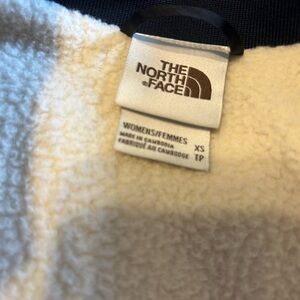 THE
NORTH
FACE
WOMENS/FEMMES XS
MADE IN CAMBODIA
FABRIQUÉ AU CAMBODGE TP